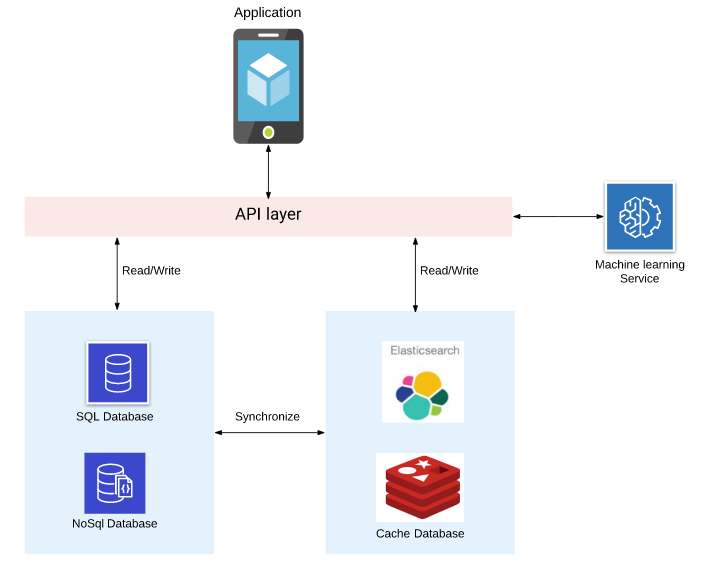 Application
API layer
Machine learning
Service
Read/Write
Read/Write
Elasticsearch
SQL Database
Synchronize
{}
NoSql Database
Cache Database